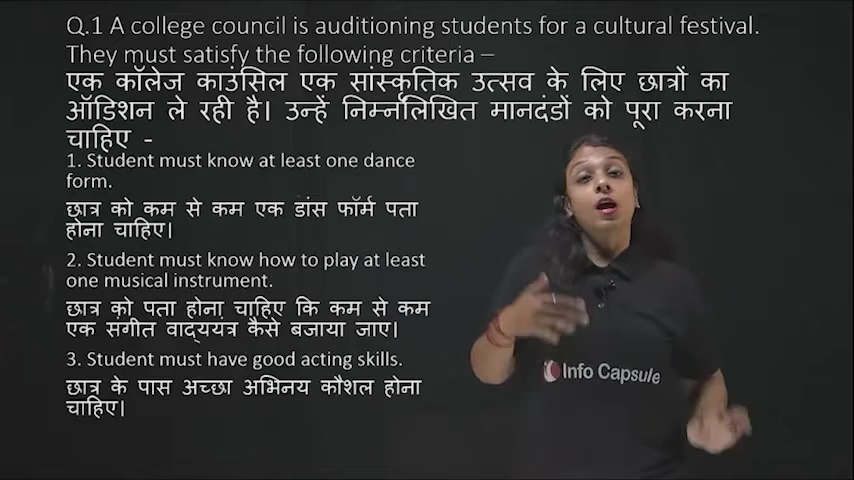 Q.1 A college council is auditioning students for a cultural festival.
They must satisfy the following criteria –
एक कॉलेज काउंसिल एक सांस्कृतिक उत्सव के लिए छात्रों का
ऑडिशन ले रही है। उन्हें निम्नलिखित मानदंडों को पूरा करना
चाहिए -
1. Student must know at least one dance
form.
छात्र को कम से कम एक डांस फॉर्म पता
होना चाहिए।
2. Student must know how to play at least
one musical instrument.
छात्र को पता होना चाहिए कि कम से कम
एक संगीत वाद्ययंत्र कैसे बजाया जाए।
3. Student must have good acting skills.
छात्र के पास अच्छा अभिनय कौशल होना
चाहिए।
Info Capsule